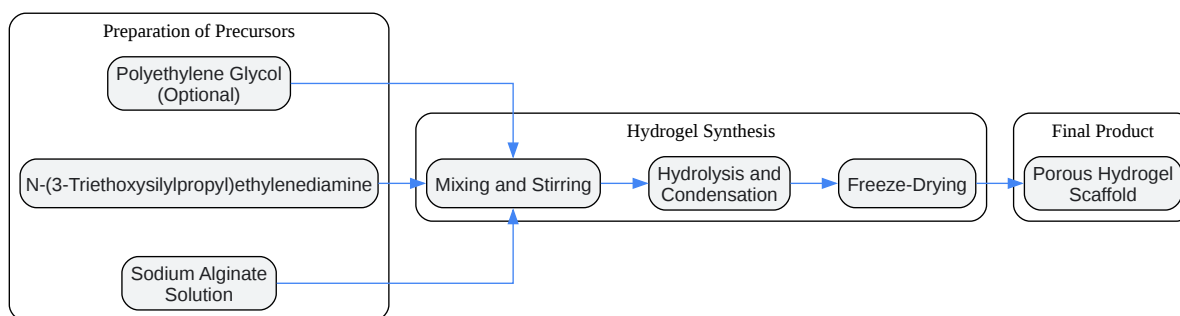 Preparation of Precursors
Polyethylene Glycol
(Optional)
N-(3-Triethoxysilylpropyl)ethylenediamine
Sodium Alginate
Solution
Hydrogel Synthesis
Mixing and Stirring
Hydrolysis and
Condensation
Freeze-Drying
Final Product
Porous Hydrogel
Scaffold